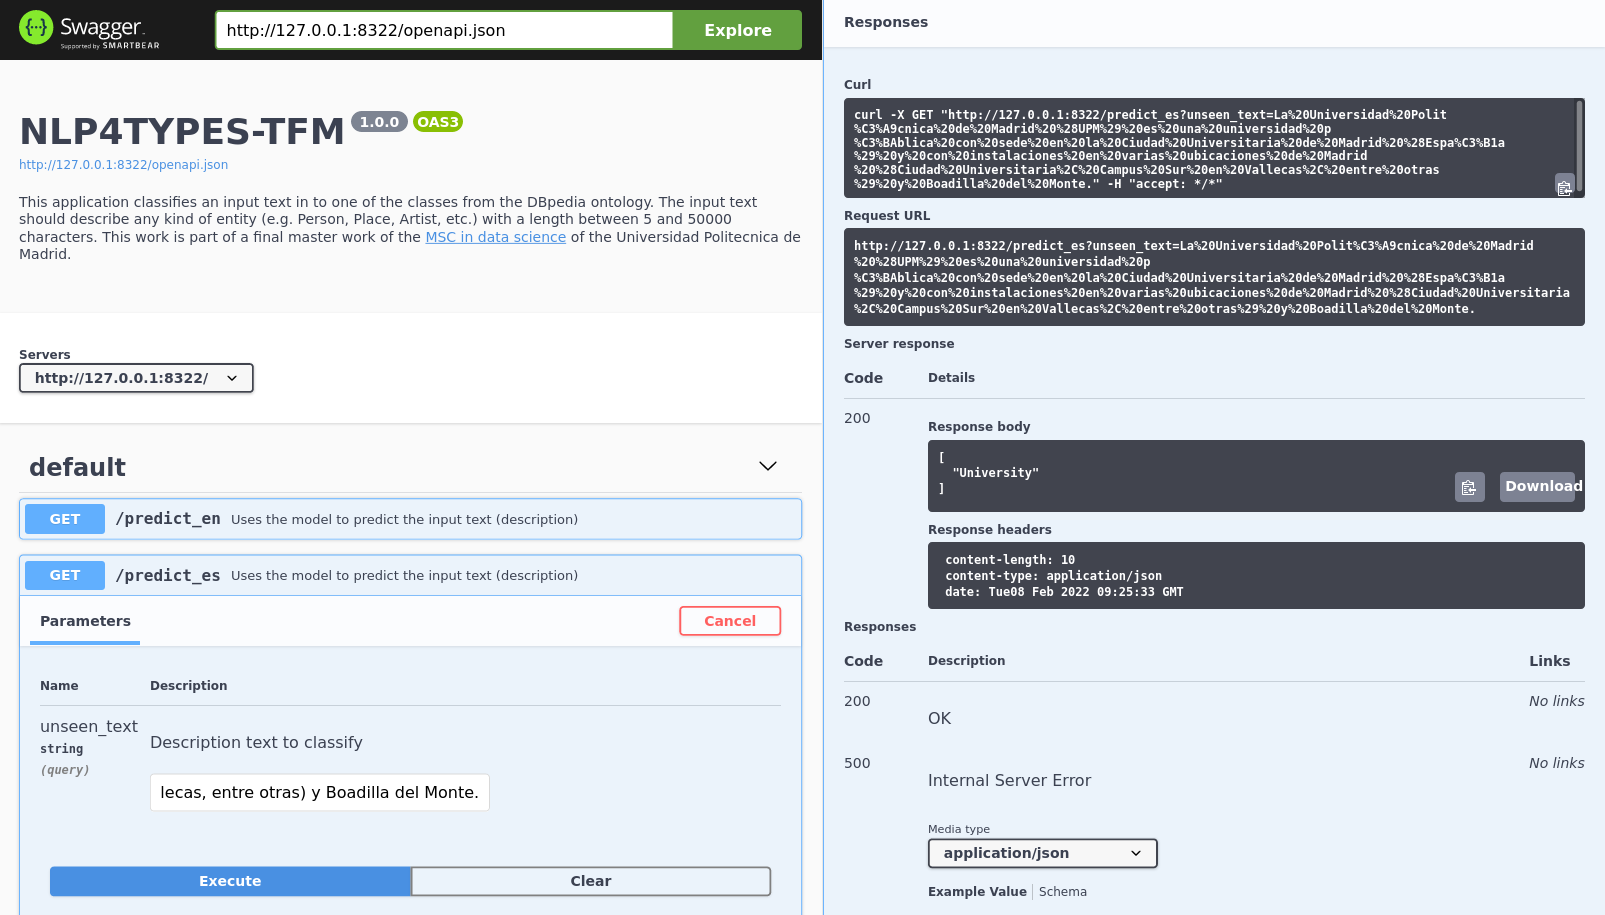 Swagger.
Supported by SMARTBEAR
http://127.0.0.1:8322/openapi.json
Explore
NLP4TYPES-TFM 1.0.0 OAS3
http://127.0.0.1:8322/openapi.json
This application classifies an input text in to one of the classes from the DBpedia ontology. The input text
should describe any kind of entity (e.g. Person, Place, Artist, etc.) with a length between 5 and 50000
characters. This work is part of a final master work of the MSC in data science of the Universidad Politecnica de
Madrid.
Servers
http://127.0.0.1:8322/
default
GET /predict_en Uses the model to predict the input text (description)
GET /predict_es Uses the model to predict the input text (description)
Parameters
Cancel
Name Description
unseen_text
string
(query)
Description text to classify
lecas, entre otras) y Boadilla del Monte.
Execute
Clear
Responses
Curl
curl -X GET "http://127.0.0.1:8322/predict_es?unseen_text=La%20Universidad%20Polit
%C3%A9cnica%20de%20Madrid%20%28UPM%29%20es%20una%20universidad%20p
%C3%BAblica%20con%20sede%20en%20la%20Ciudad%20Universitaria%20de%20Madrid%20%28Espa%C3%B1a
%29%20y%20con%20instalaciones%20en%20varias%20ubicaciones%20de%20Madrid
%20%28Ciudad%20Universitaria%2C%20Campus%20Sur%20en%20Vallecas%2C%20entre%20otras
%29%20y%20Boadilla%20del%20Monte." -H "accept: */*"
Request URL
http://127.0.0.1:8322/predict_es?unseen_text=La%20Universidad%20Polit%C3%A9cnica%20de%20Madrid
%20%28UPM%29%20es%20una%20universidad%20p
%C3%BAblica%20con%20sede%20en%20la%20Ciudad%20Universitaria%20de%20Madrid%20%28Espa%C3%B1a
%29%20y%20con%20instalaciones%20en%20varias%20ubicaciones%20de%20Madrid%20%28Ciudad%20Universitaria
%2C%20Campus%20Sur%20en%20Vallecas%2C%20entre%20otras%29%20y%20Boadilla%20del%20Monte.
Server response
Code Details
200
Response body
[
"University"
]
Download
Response headers
content-length: 10
content-type: application/json
date: Tue08 Feb 2022 09:25:33 GMT
Responses
Code Description Links
200
OK
No links
500
Internal Server Error
No links
Media type
application/json
Example Value | Schema